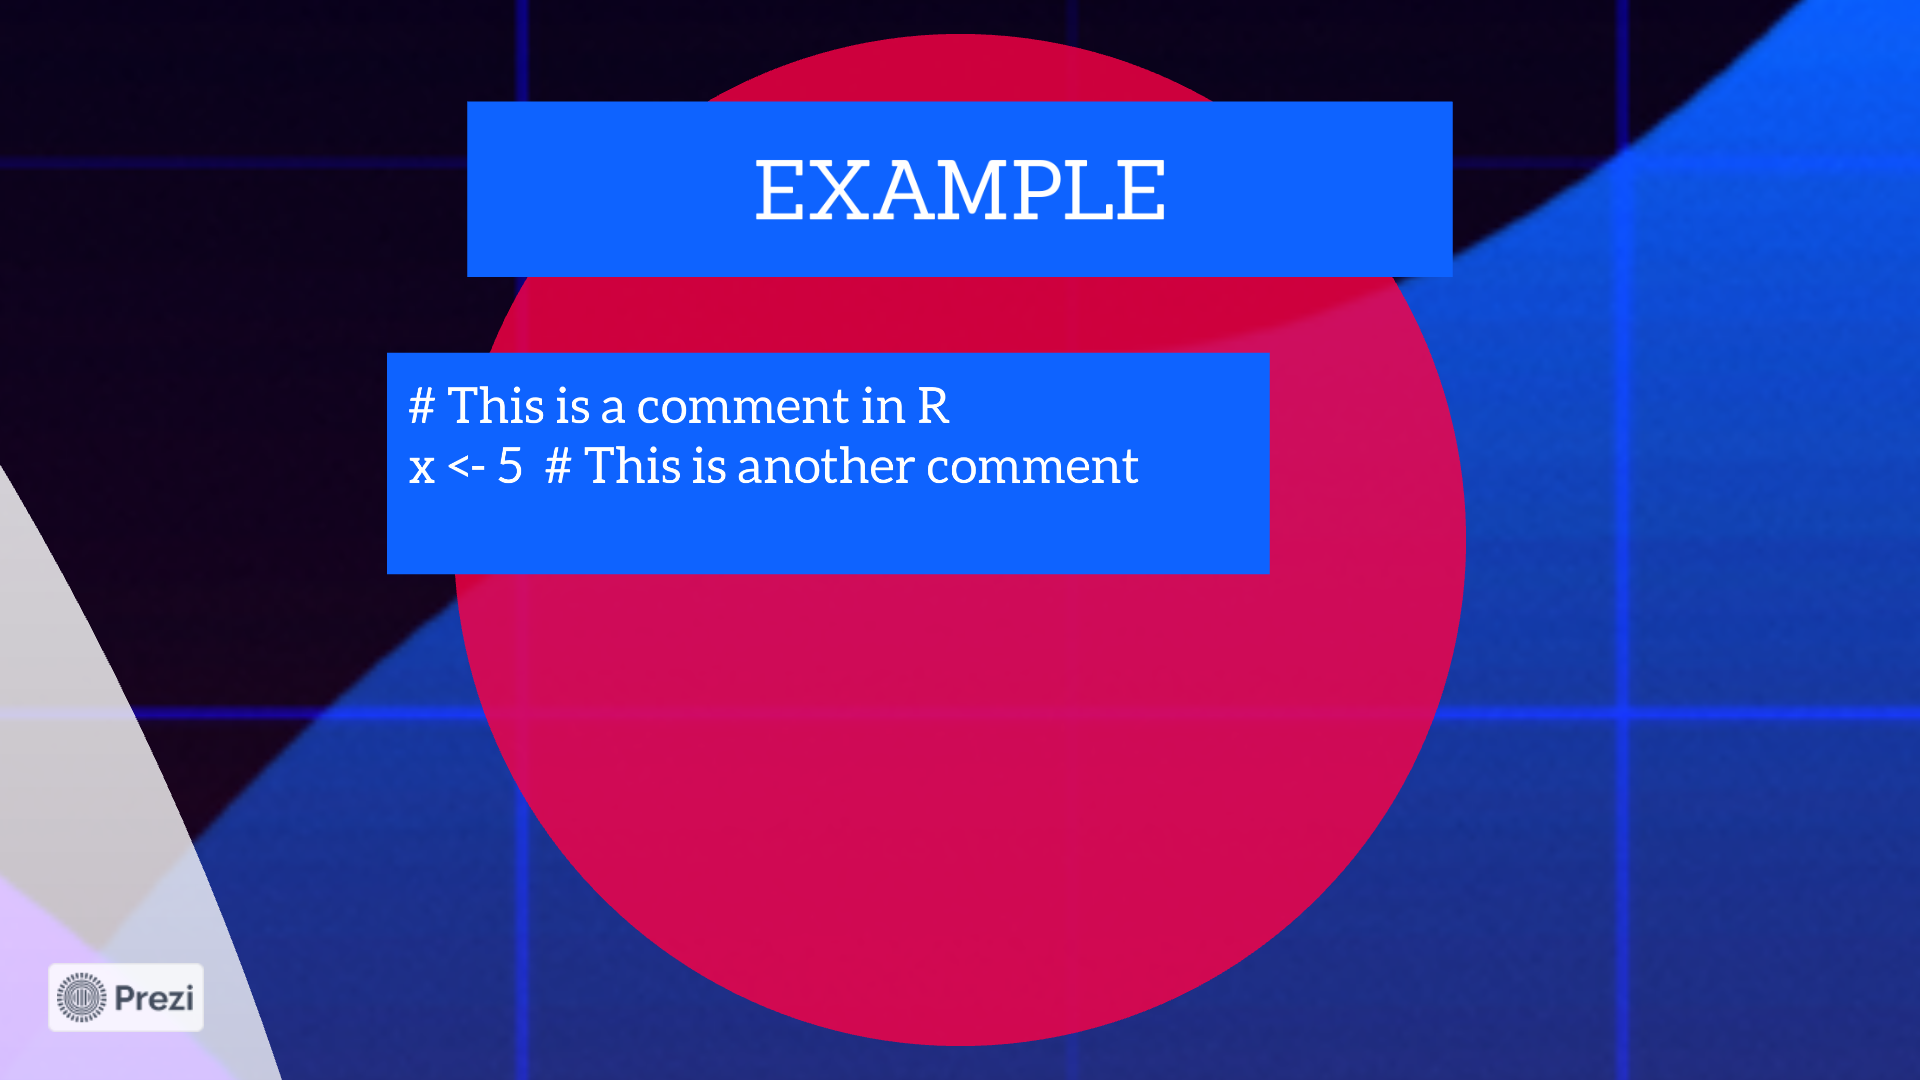 EXAMPLE
# This is a comment in R
x <- 5  # This is another comment
Prezi